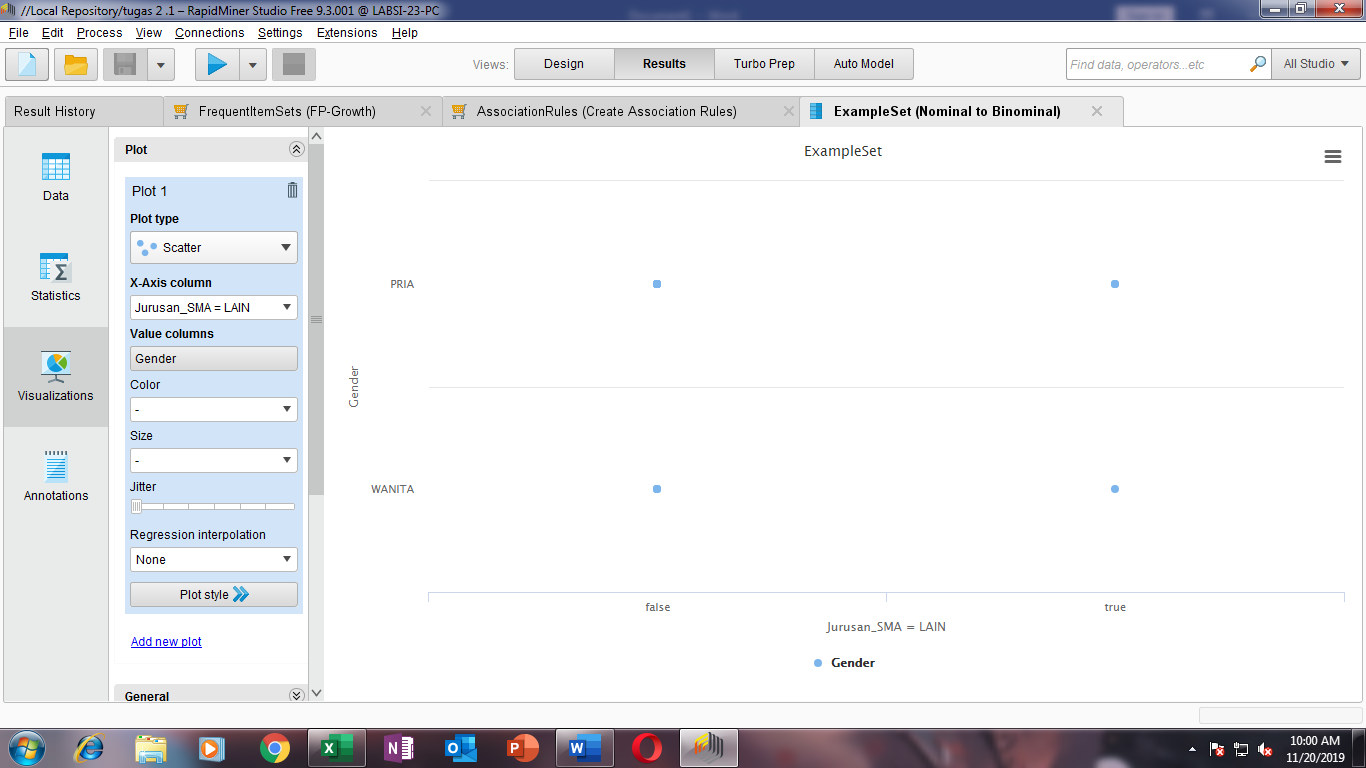 //Local Repository/tugas 2 .1 – RapidMiner Studio Free 9.3.001 @ LABSI-23-PC
File Edit Process View Connections Settings Extensions Help
Views: Design Results Turbo Prep Auto Model Find data, operators...etc All Studio
Result History FrequentItemSets (FP-Growth) AssociationRules (Create Association Rules) ExampleSet (Nominal to Binominal)
Data
Statistics
Visualizations
Annotations
Plot
Plot 1
Plot type
Scatter
X-Axis column
Jurusan_SMA = LAIN
Value columns
Gender
Color
-
Size
-
Jitter
Regression interpolation
None
Plot style
Add new plot
General
ExampleSet
PRIA
Gender
WANITA
false true
Jurusan_SMA = LAIN
Gender
10:00 AM
11/20/2019